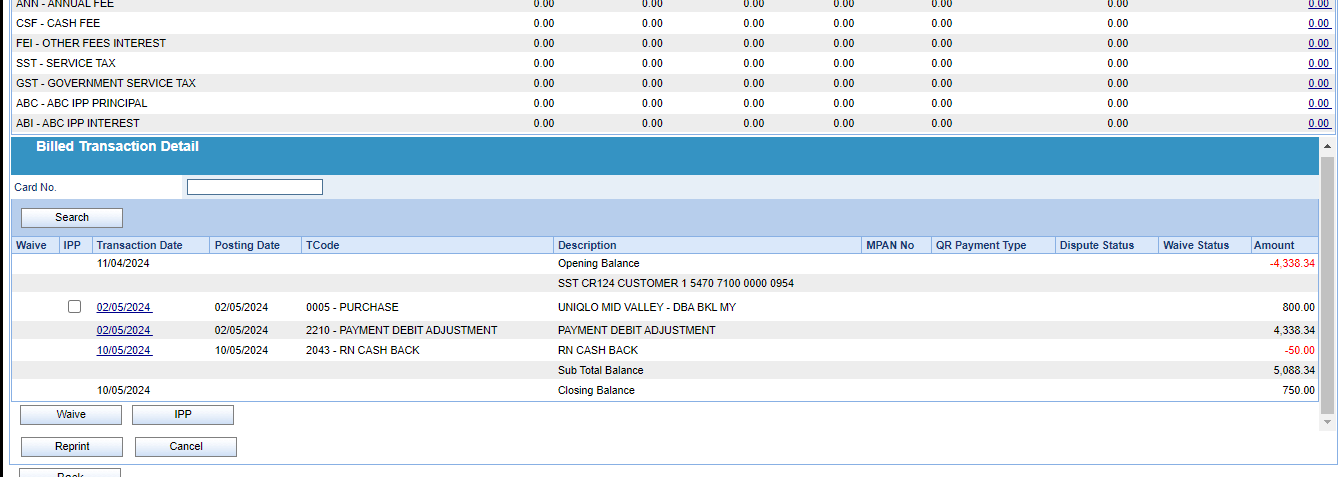 ANN - ANNUAL FEE 0.00 0.00 0.00 0.00 0.00 0.00 0.00
CSF - CASH FEE 0.00 0.00 0.00 0.00 0.00 0.00 0.00
FEI - OTHER FEES INTEREST 0.00 0.00 0.00 0.00 0.00 0.00 0.00
SST - SERVICE TAX 0.00 0.00 0.00 0.00 0.00 0.00 0.00
GST - GOVERNMENT SERVICE TAX 0.00 0.00 0.00 0.00 0.00 0.00 0.00
ABC - ABC IPP PRINCIPAL 0.00 0.00 0.00 0.00 0.00 0.00 0.00
ABI - ABC IPP INTEREST 0.00 0.00 0.00 0.00 0.00 0.00 0.00
Billed Transaction Detail
Card No.
Search
Waive IPP Transaction Date Posting Date TCode Description MPAN No QR Payment Type Dispute Status Waive Status Amount
11/04/2024 Opening Balance -4,338.34
SST CR124 CUSTOMER 1 5470 7100 0000 0954
02/05/2024 02/05/2024 0005 - PURCHASE UNIQLO MID VALLEY - DBA BKL MY 800.00
02/05/2024 02/05/2024 2210 - PAYMENT DEBIT ADJUSTMENT PAYMENT DEBIT ADJUSTMENT 4,338.34
10/05/2024 10/05/2024 2043 - RN CASH BACK RN CASH BACK -50.00
Sub Total Balance 5,088.34
10/05/2024 Closing Balance 750.00
Waive IPP
Reprint Cancel
Back